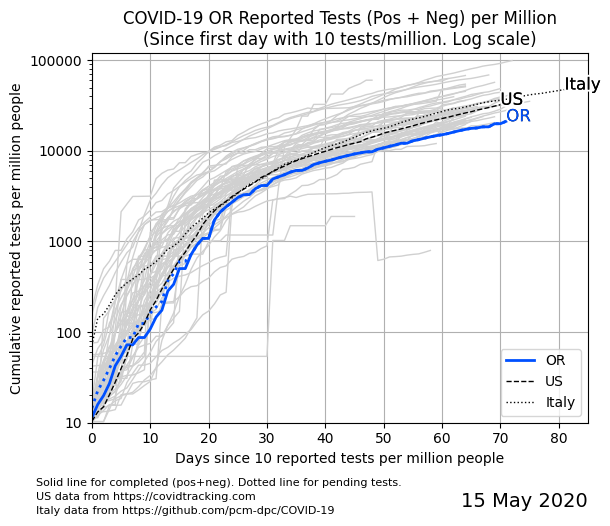 COVID-19 OR Reported Tests (Pos + Neg) per Million
(Since first day with 10 tests/million. Log scale)
Cumulative reported tests per million people
100000
10000
1000
100
10
Italy
US
OR
OR
US
Italy
0 10 20 30 40 50 60 70 80
Days since 10 reported tests per million people
Solid line for completed (pos+neg). Dotted line for pending tests.
US data from https://covidtracking.com
Italy data from https://github.com/pcm-dpc/COVID-19
15 May 2020